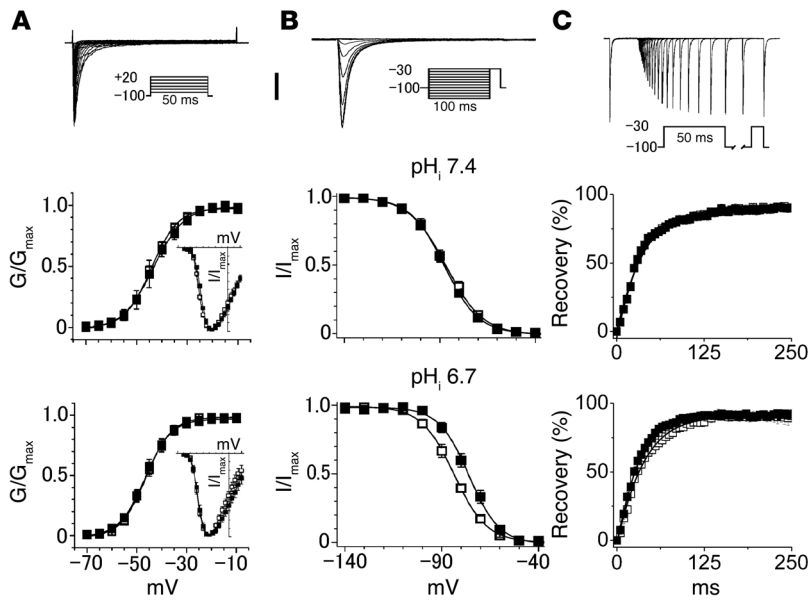 A
B
C
+20
−100
50 ms
−30
−100
100 ms
−30
−100
50 ms
pHi 7.4
G/Gmax
1.0
0.5
0
mV
I/Imax
I/Imax
1.0
0.5
0
Recovery (%)
100
50
0
0
125
250
pHi 6.7
G/Gmax
1.0
0.5
0
mV
I/Imax
−70
−50
−30
−10
mV
I/Imax
1.0
0.5
0
−140
−90
−40
mV
Recovery (%)
100
50
0
0
125
250
ms